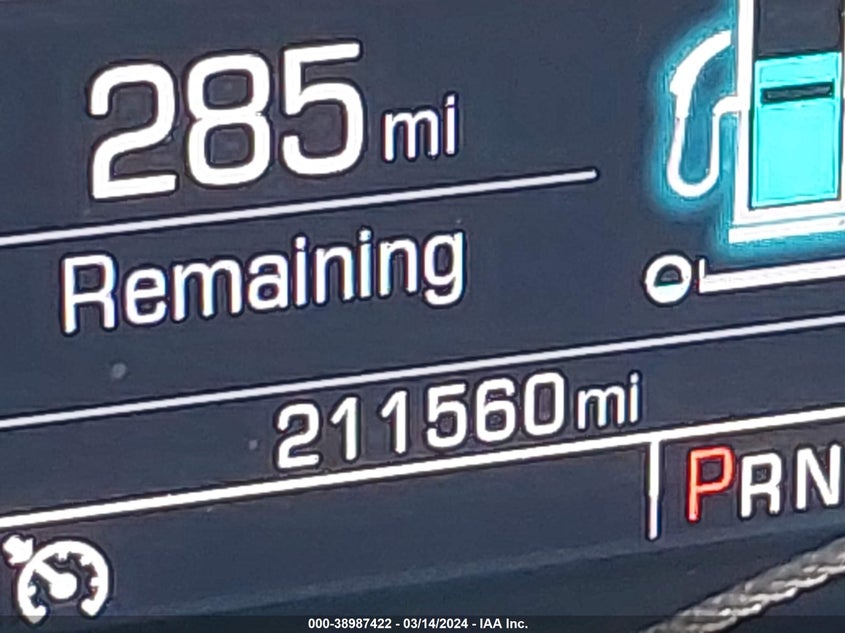 285 mi
Remaining
211560 mi
PRN
000-38987422 - 03/14/2024 - IAA Inc.